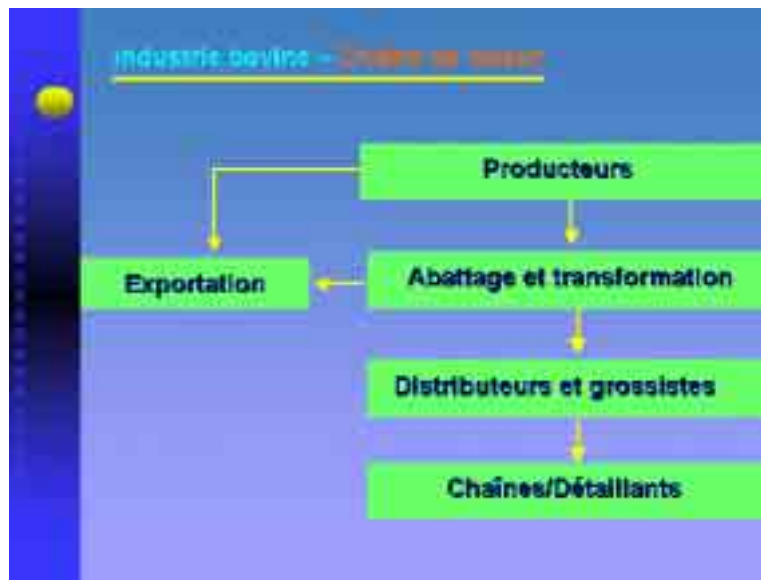 Industrie bovine –
Producteurs
Exportation
Abattage et transformation
Distributeurs et grossistes
Chaînes/Détaillants